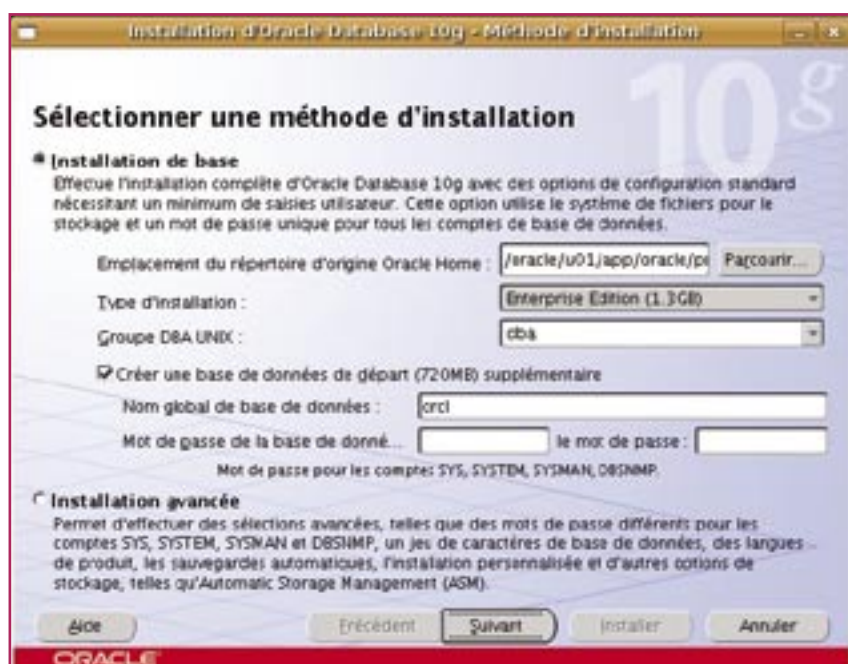 Installation d'Oracle Database 10g - Méthode d'installation
10g
Sélectionner une méthode d'installation
Installation de base
Effectue l'installation complète d'Oracle Database 10g avec des options de configuration standard
nécessitant un minimum de saisies utilisateur. Cette option utilise le système de fichiers pour le
stockage et un mot de passe unique pour tous les comptes de base de données.
Emplacement du répertoire d'origine Oracle Home : /oracle/u01/app/oracle/pr Parcourir...
Type d'installation : Enterprise Edition (1.3GB)
Groupe DBA UNIX : dba
Créer une base de données de départ (720MB) supplémentaire
Nom global de base de données : orcl
Mot de passe de la base de donné... le mot de passe :
Mot de passe pour les comptes SYS, SYSTEM, SYSMAN, DBSNMP.
Installation avancée
Permet d'effectuer des sélections avancées, telles que des mots de passe différents pour les
comptes SYS, SYSTEM, SYSMAN et DBSNMP, un jeu de caractères de base de données, des langues
de produit, les sauvegardes automatiques, l'installation personnalisée et d'autres options de
stockage, telles qu'Automatic Storage Management (ASM).
Aide Précédent Suivant Installer Annuler
ORACLE